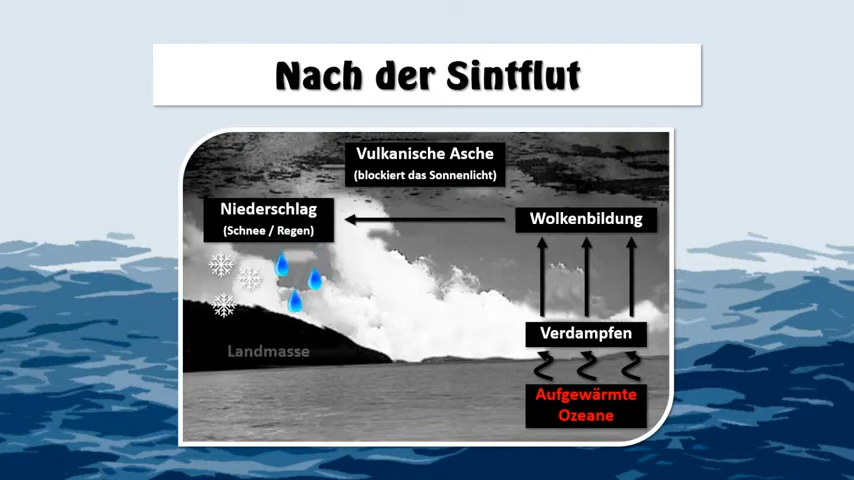 Nach der Sintflut
Vulkanische Asche
(blockiert das Sonnenlicht)
Niederschlag
(Schnee / Regen)
Wolkenbildung
Verdampfen
Landmasse
Aufgewärmte
Ozeane